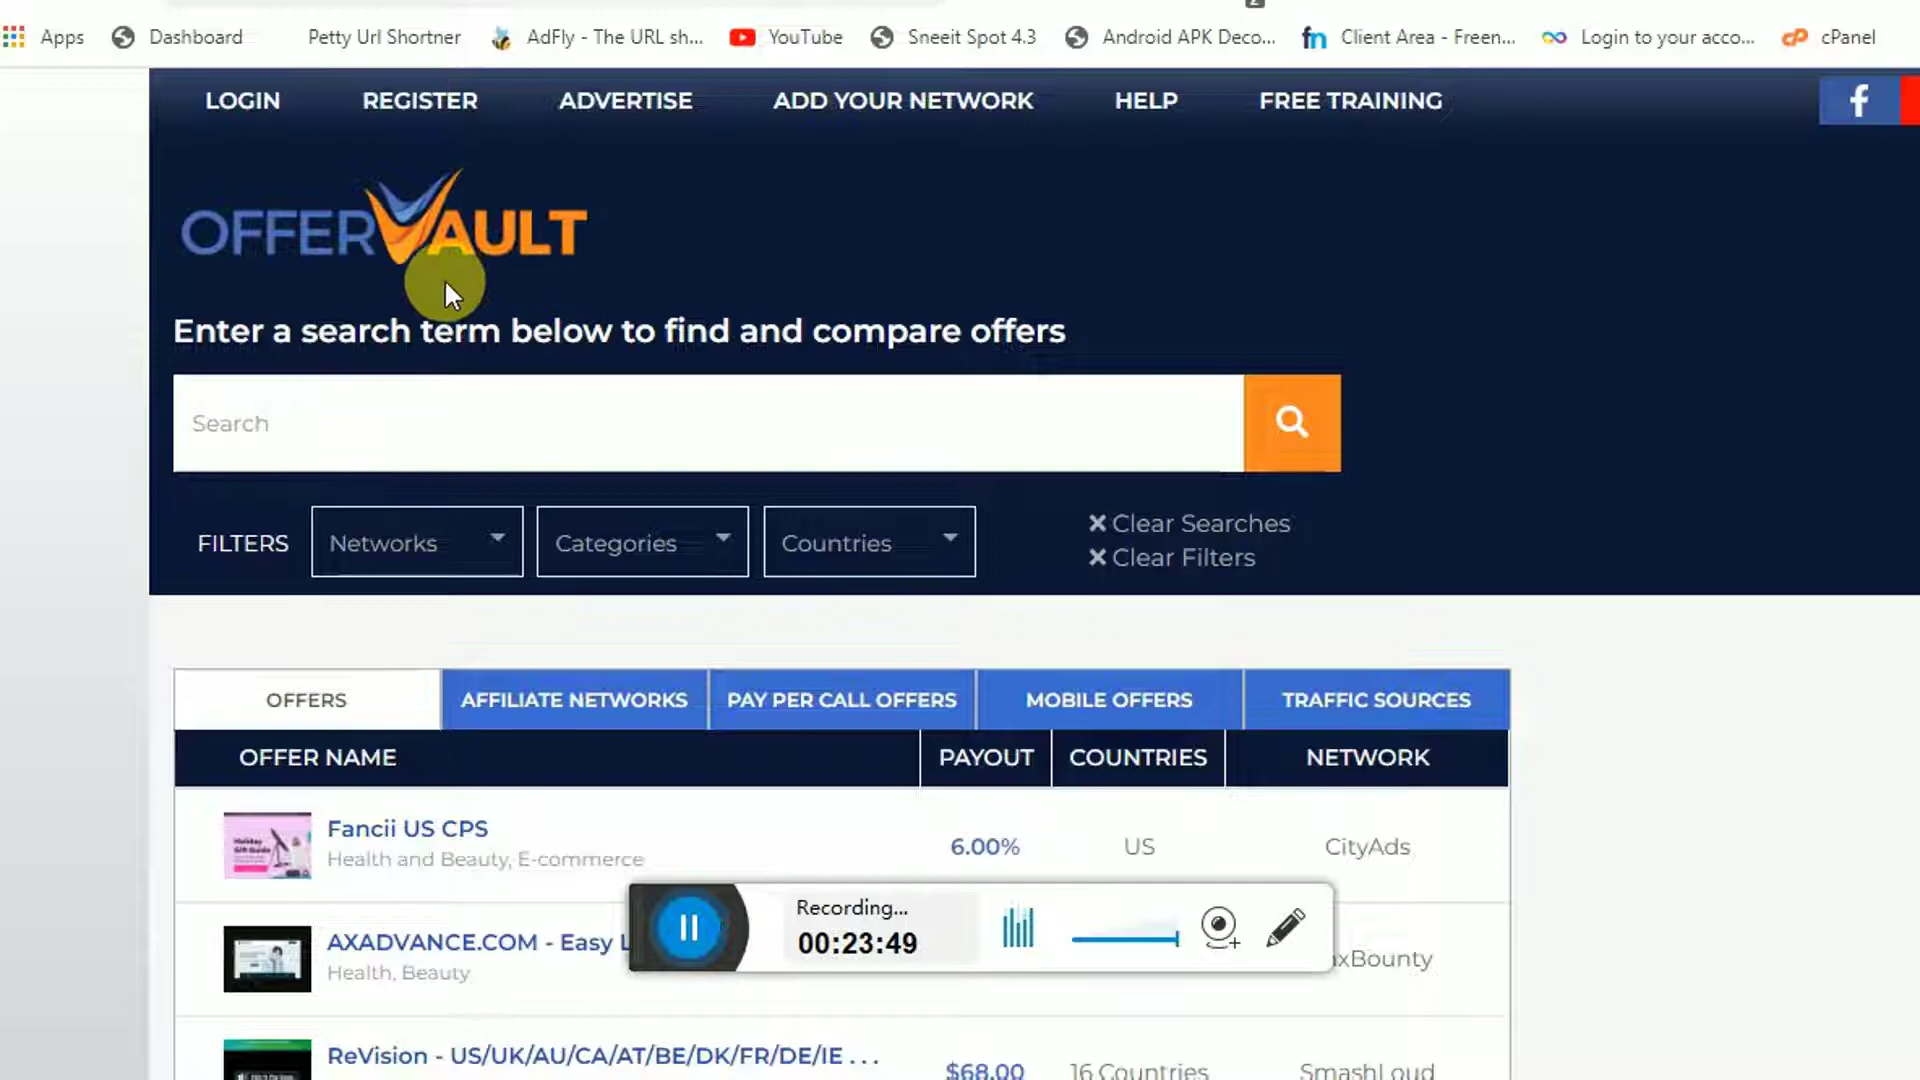 Apps Dashboard Petty Url Shortner AdFly - The URL sh... YouTube Sneeit Spot 4.3 Android APK Deco... Client Area - Freen... Login to your acco... cPanel
LOGIN REGISTER ADVERTISE ADD YOUR NETWORK HELP FREE TRAINING
OFFERVAULT
Enter a search term below to find and compare offers
Search
FILTERS Networks Categories Countries
Clear Searches
Clear Filters
OFFERS AFFILIATE NETWORKS PAY PER CALL OFFERS MOBILE OFFERS TRAFFIC SOURCES
OFFER NAME PAYOUT COUNTRIES NETWORK
Fancii US CPS
Health and Beauty, E-commerce
6.00% US CityAds
Recording...
00:23:49
AXADVANCE.COM - Easy
Health, Beauty
xBounty
ReVision - US/UK/AU/CA/AT/BE/DK/FR/DE/IE ...
$68.00 16 Countries SmashLoud